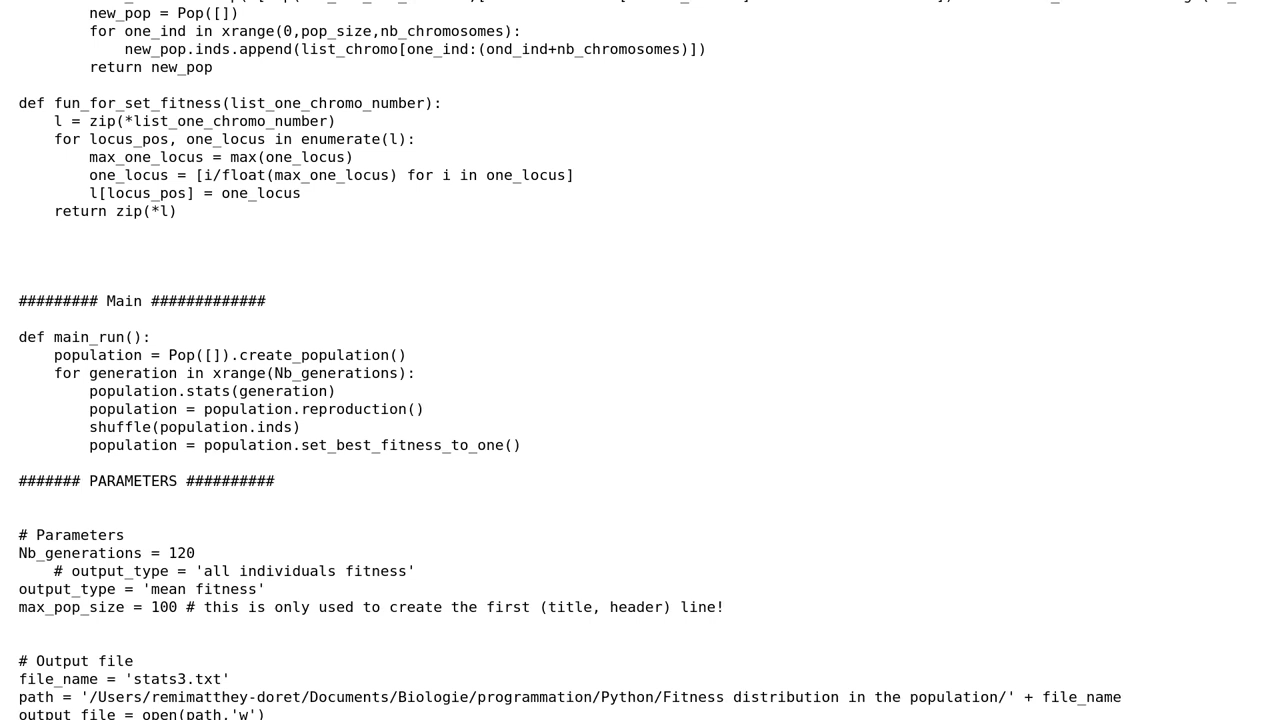 new_pop = Pop([])
for one_ind in xrange(0,pop_size,nb_chromosomes):
new_pop.inds.append(list_chromo[one_ind:(ond_ind+nb_chromosomes)])
return new_pop
def fun_for_set_fitness(list_one_chromo_number):
l = zip(*list_one_chromo_number)
for locus_pos, one_locus in enumerate(l):
max_one_locus = max(one_locus)
one_locus = [i/float(max_one_locus) for i in one_locus]
l[locus_pos] = one_locus
return zip(*l)
######### Main #############
def main_run():
population = Pop([]).create_population()
for generation in xrange(Nb_generations):
population.stats(generation)
population = population.reproduction()
shuffle(population.inds)
population = population.set_best_fitness_to_one()
####### PARAMETERS ##########
# Parameters
Nb_generations = 120
# output_type = 'all individuals fitness'
output_type = 'mean fitness'
max_pop_size = 100 # this is only used to create the first (title, header) line!
# Output file
file_name = 'stats3.txt'
path = '/Users/remimatthey-doret/Documents/Biologie/programmation/Python/Fitness distribution in the population/' + file_name
output_file = open(path,'w')